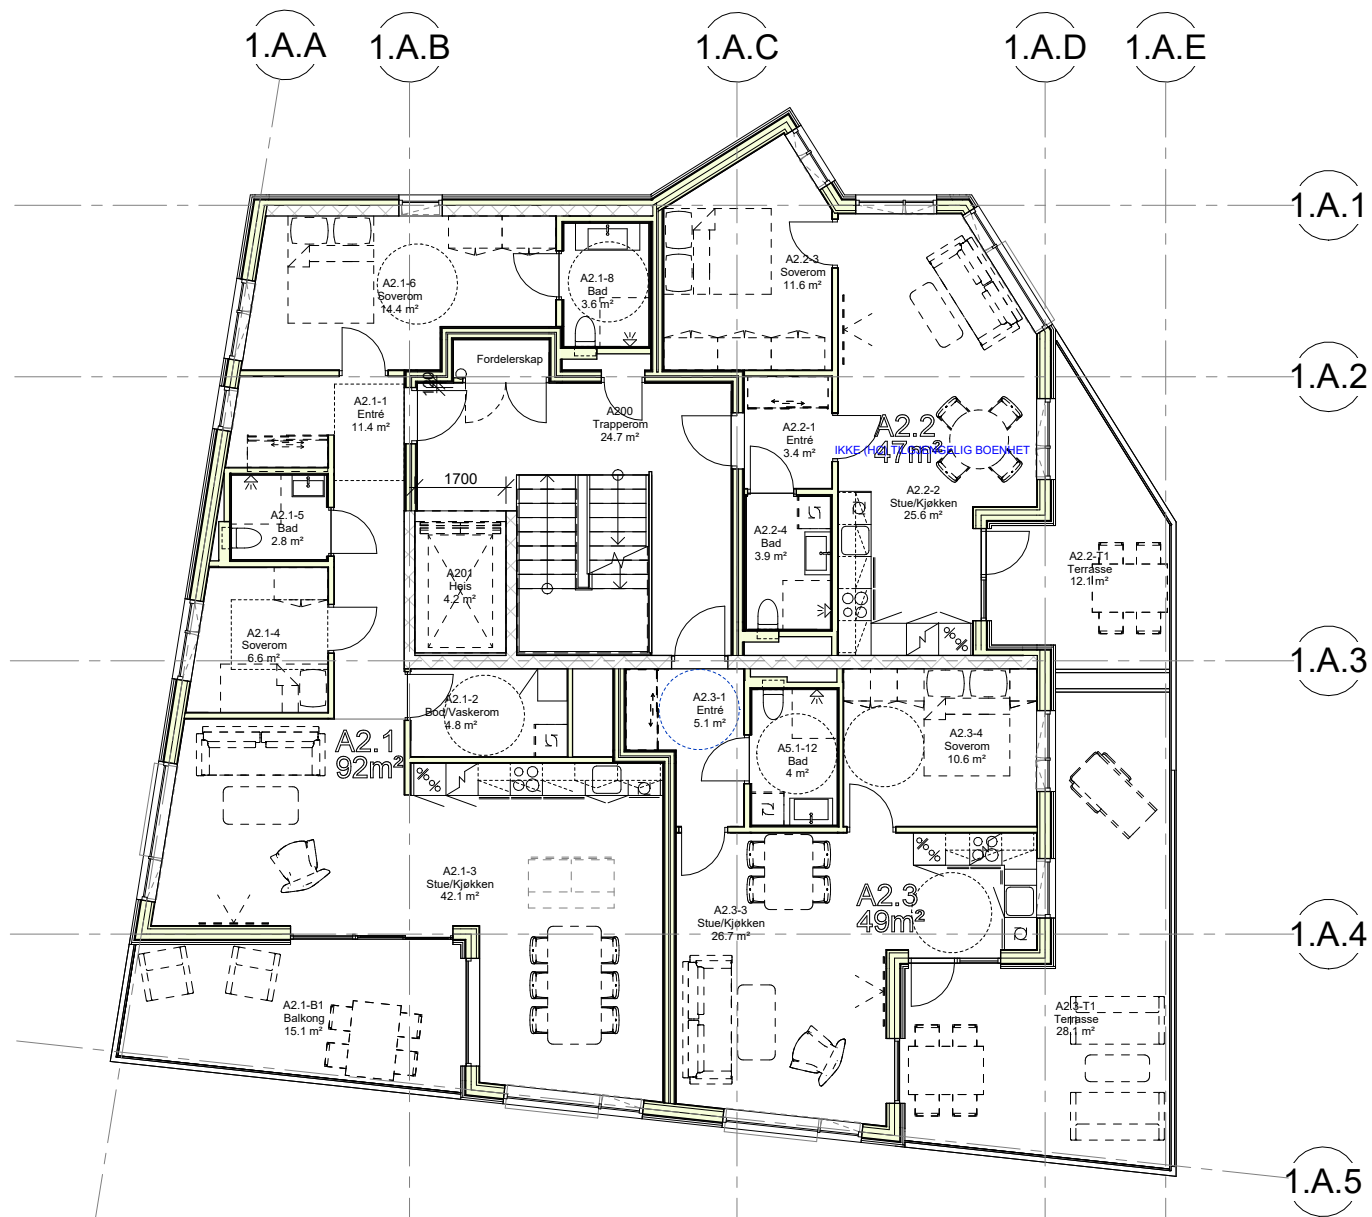 1.A.A
1.A.B
1.A.C
1.A.D
1.A.E
1.A.1
1.A.2
1.A.3
1.A.4
1.A.5
A2.1-6
Soverom
14.4 m²
A2.1-8
Bad
3.6 m²
A2.2-3
Soverom
11.6 m²
Fordelerskap
100
A2.1-1
Entré
11.4 m²
A200
Trapperom
24.7 m²
A2.2-1
Entré
3.4 m²
A2.2
47m²
IKKE (HC) TILGJENGELIG BOENHET
1700
A2.2-2
Stue/Kjøkken
25.6 m²
A2.1-5
Bad
2.8 m²
A2.2-4
Bad
3.9 m²
A2.2-T1
Terrasse
12.1 m²
A201
Heis
4.2 m²
A2.1-4
Soverom
6.6 m²
A2.1-2
Bod/Vaskerom
4.8 m²
A2.3-1
Entré
5.1 m²
A2.1
92m²
A5.1-12
Bad
4 m²
A2.3-4
Soverom
10.6 m²
A2.1-3
Stue/Kjøkken
42.1 m²
A2.3
49m²
A2.3-3
Stue/Kjøkken
26.7 m²
A2.1-B1
Balkong
15.1 m²
A2.3-T1
Terrasse
28.1 m²